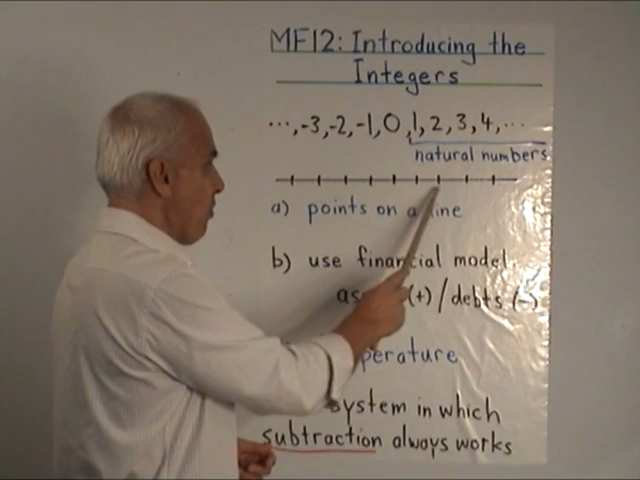 MF12: Introducing the
Integers
..., -3, -2, -1, 0, 1, 2, 3, 4, ...
natural numbers
a) points on a line
b) use financial model
(+) / debts (-)
perature
system in which
subtraction always works